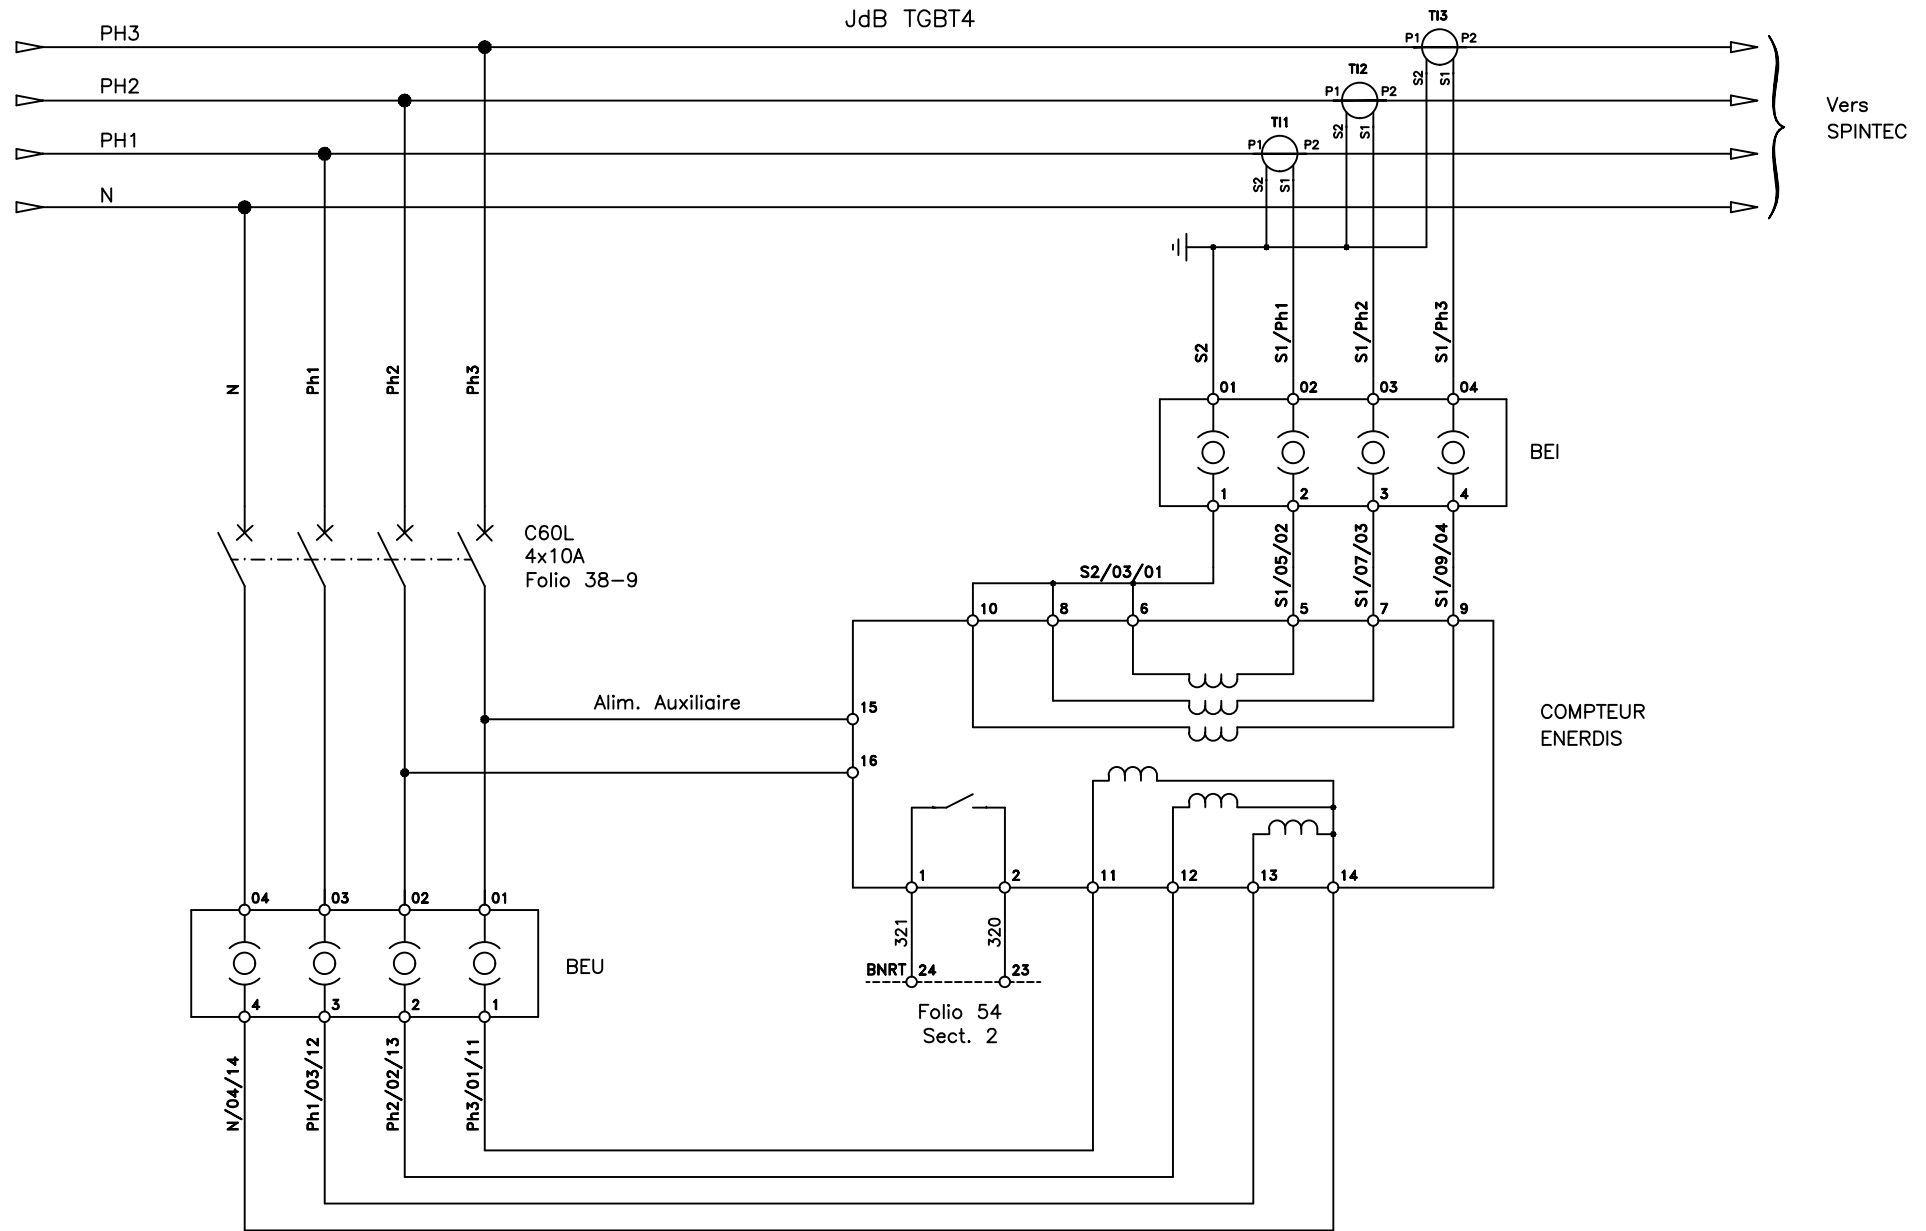 JdB TGBT4
TI3
PH3
P1
P2
S2
S1
TI2
PH2
P1
P2
S2
S1
Vers
SPINTEC
TI1
PH1
P1
P2
S2
S1
N
N
Ph1
Ph2
Ph3
S2
S1/Ph1
S1/Ph2
S1/Ph3
01
02
03
04
BEI
1
2
3
4
C60L
4x10A
Folio 38-9
S2/03/01
S1/05/02
S1/07/03
S1/09/04
10
8
6
5
7
9
Alim. Auxiliaire
15
16
COMPTEUR
ENERDIS
1
2
11
12
13
14
04
03
02
01
321
320
BEU
BNRT
24
23
4
3
2
1
Folio 54
Sect. 2
N/04/14
Ph1/03/12
Ph2/02/13
Ph3/01/11